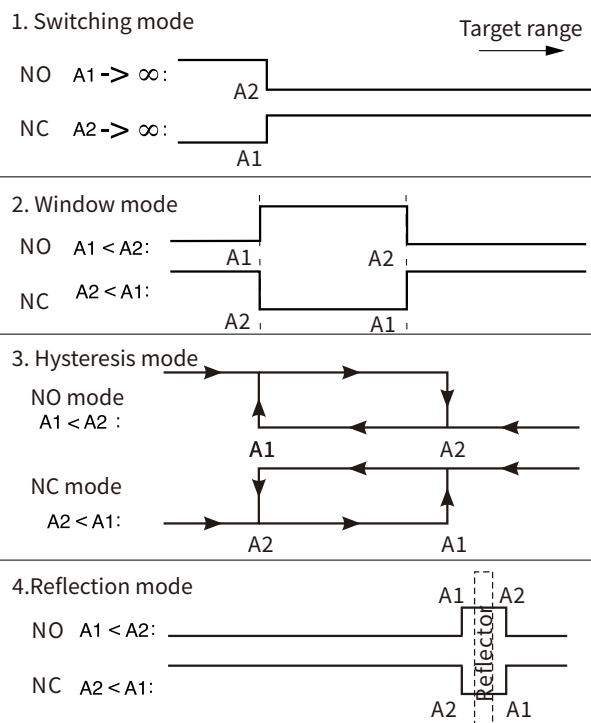 1. Switching mode
Target range
NO A1 -> ∞:
A2
NC A2 -> ∞:
A1
2. Window mode
NO A1 < A2:
A1 A2
NC A2 < A1:
A2 A1
3. Hysteresis mode
NO mode
A1 < A2 :
A1 A2
NC mode
A2 < A1:
A2 A1
4.Reflection mode
A1 A2
NO A1 < A2:
Reflector
NC A2 < A1:
A2 A1